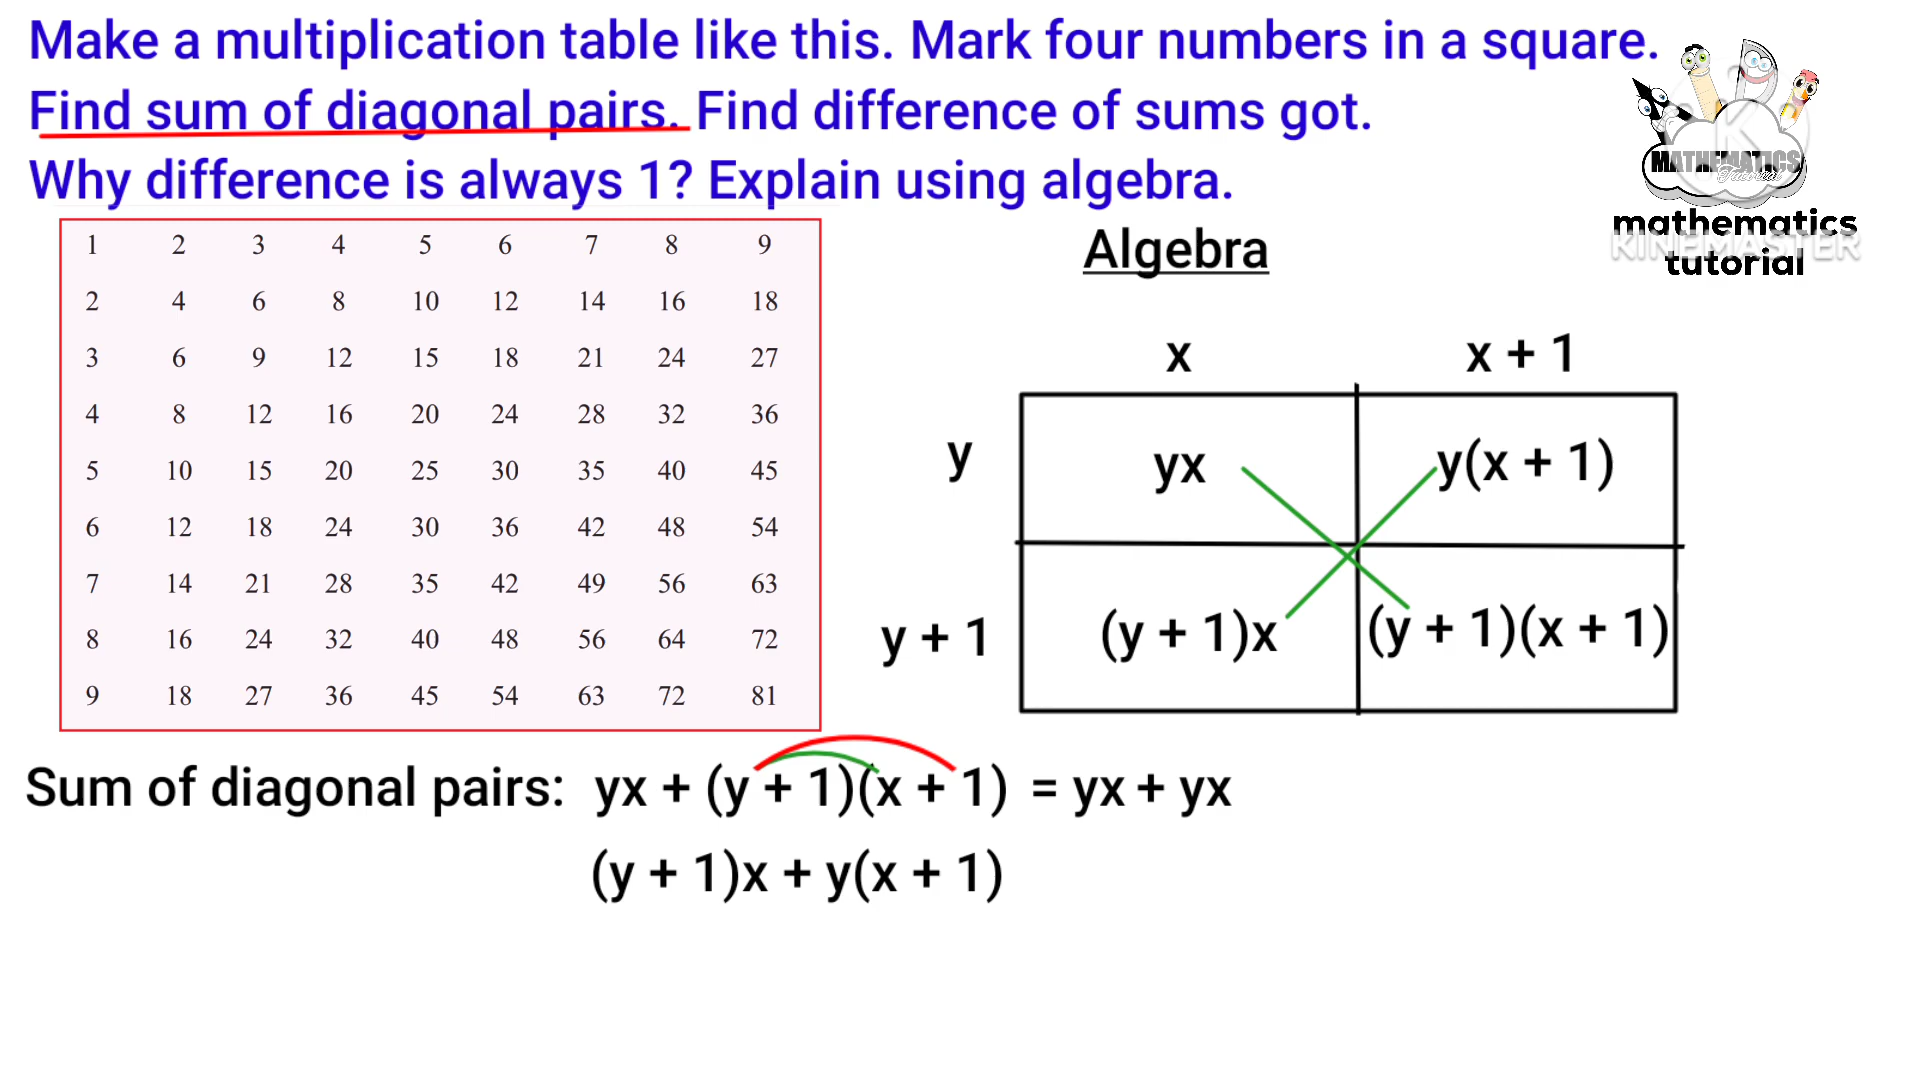 Make a multiplication table like this. Mark four numbers in a square.
Find sum of diagonal pairs. Find difference of sums got.
Why difference is always 1? Explain using algebra.
MATHEMATICS
Tutorial
mathematics
KINEMASTER
tutorial
1 2 3 4 5 6 7 8 9
2 4 6 8 10 12 14 16 18
3 6 9 12 15 18 21 24 27
4 8 12 16 20 24 28 32 36
5 10 15 20 25 30 35 40 45
6 12 18 24 30 36 42 48 54
7 14 21 28 35 42 49 56 63
8 16 24 32 40 48 56 64 72
9 18 27 36 45 54 63 72 81
Algebra
x x + 1
y yx y(x + 1)
y + 1 (y + 1)x (y + 1)(x + 1)
Sum of diagonal pairs: yx + (y + 1)(x + 1) = yx + yx
(y + 1)x + y(x + 1)